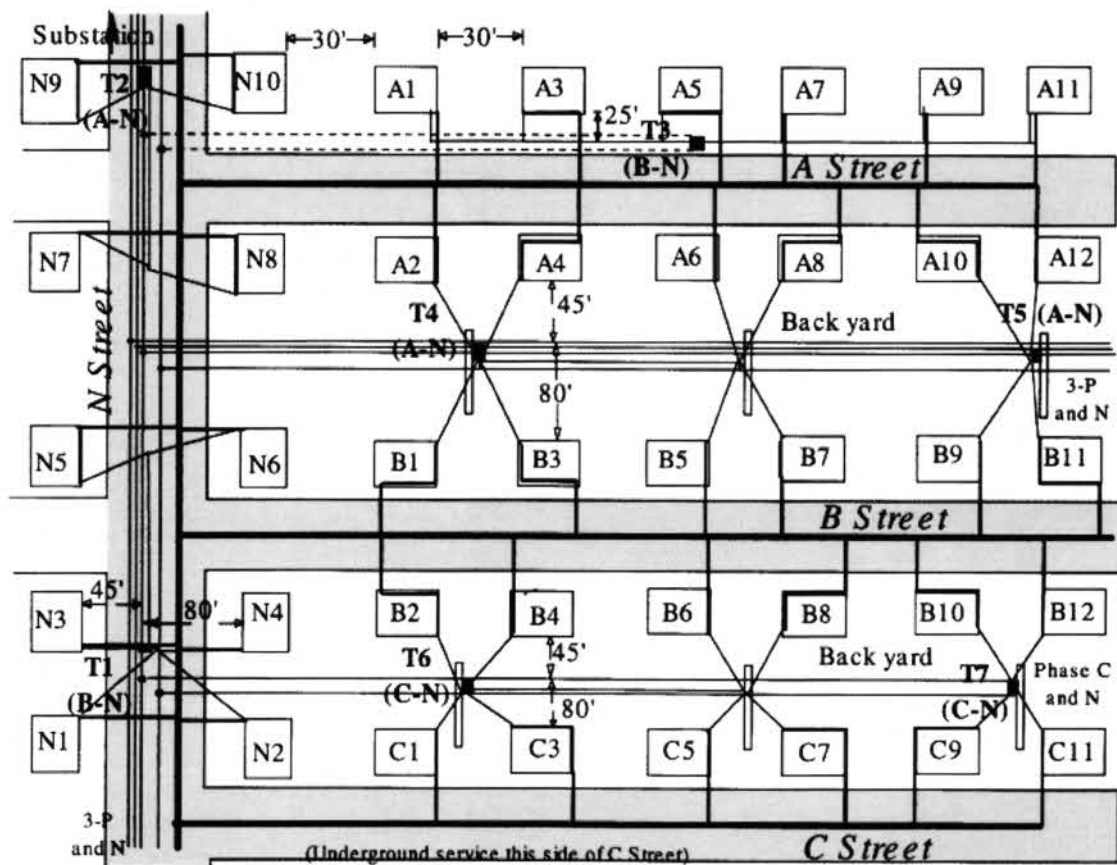 Substation
30'
30'
N9
T2
N10
A1
A3
A5
A7
A9
A11
(A-N)
25'
T3
(B-N)
A Street
N7
N8
A2
A4
A6
A8
A10
A12
45'
T4
T5 (A-N)
Back yard
(A-N)
N Street
80'
3-P
and N
N5
N6
B1
B3
B5
B7
B9
B11
B Street
45'
N3
80'
N4
B2
B4
B6
B8
B10
B12
45'
T1
T6
Back yard
T7
Phase C
and N
(B-N)
(C-N)
(C-N)
80'
N1
N2
C1
C3
C5
C7
C9
C11
3-P
and N
(Underground service this side of C Street)
C Street